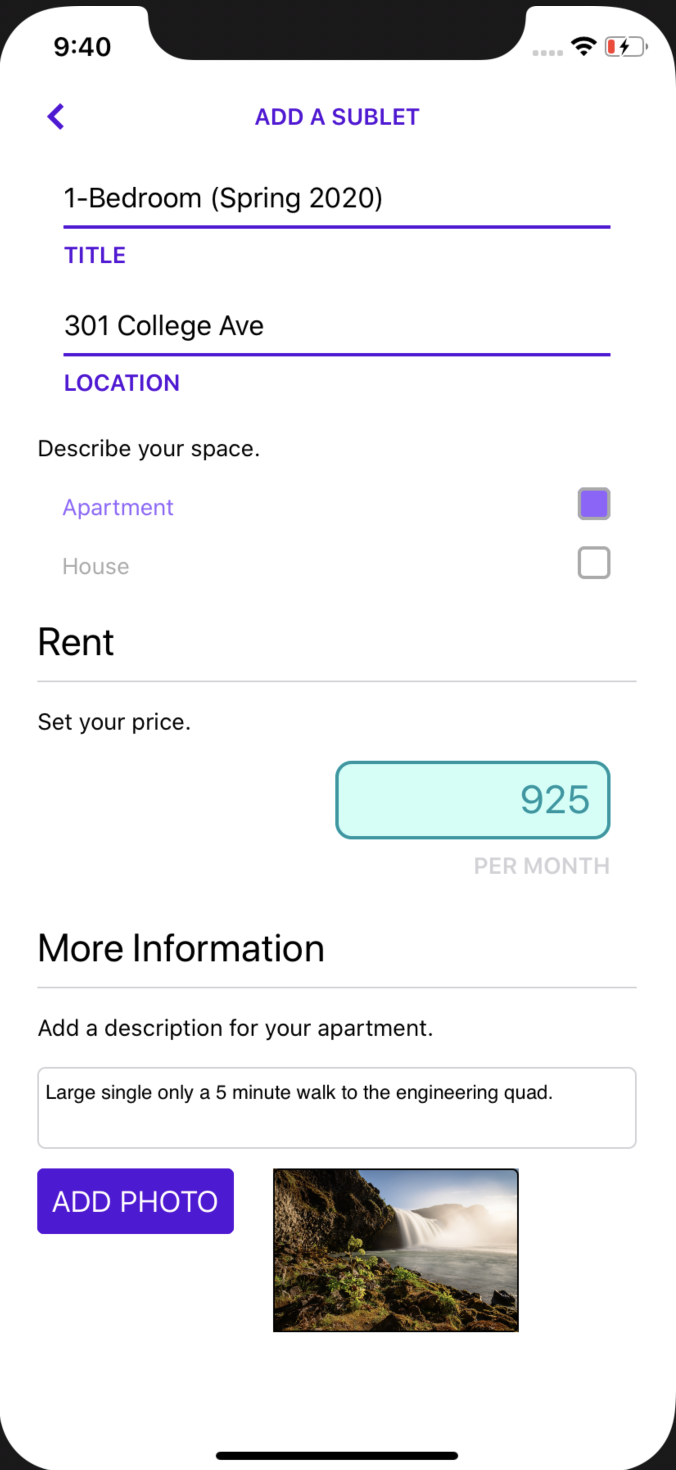 9:40
ADD A SUBLET
1-Bedroom (Spring 2020)
TITLE
301 College Ave
LOCATION
Describe your space.
Apartment
House
Rent
Set your price.
925
PER MONTH
More Information
Add a description for your apartment.
Large single only a 5 minute walk to the engineering quad.
ADD PHOTO